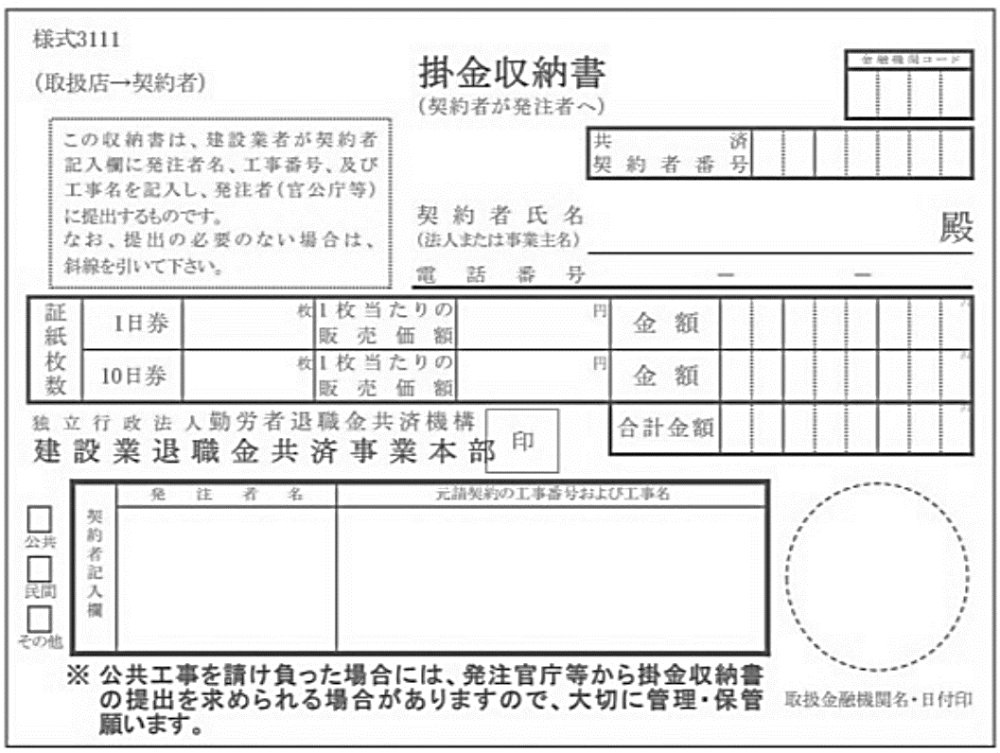 様式3111
(取扱店→契約者)
掛金収納書
(契約者が発注者へ)
金融機関コード
この収納書は、建設業者が契約者
記入欄に発注者名、工事番号、及び
工事名を記入し、発注者(官公庁等)
に提出するものです。
なお、提出の必要のない場合は、
斜線を引いて下さい。
共済
契約者番号
契約者氏名
(法人または事業主名)
殿
電話番号 ー ー
証紙枚数
1日券 枚 1枚当たりの 円 金額
販売価額
10日券 枚 1枚当たりの 円 金額
販売価額
合計金額
独立行政法人勤労者退職金共済機構
建設業退職金共済事業本部 印
公共
民間
その他
契約者記入欄
発注者名 元請契約の工事番号および工事名
※ 公共工事を請け負った場合には、発注官庁等から掛金収納書
の提出を求められる場合がありますので、大切に管理・保管
願います。
取扱金融機関名・日付印